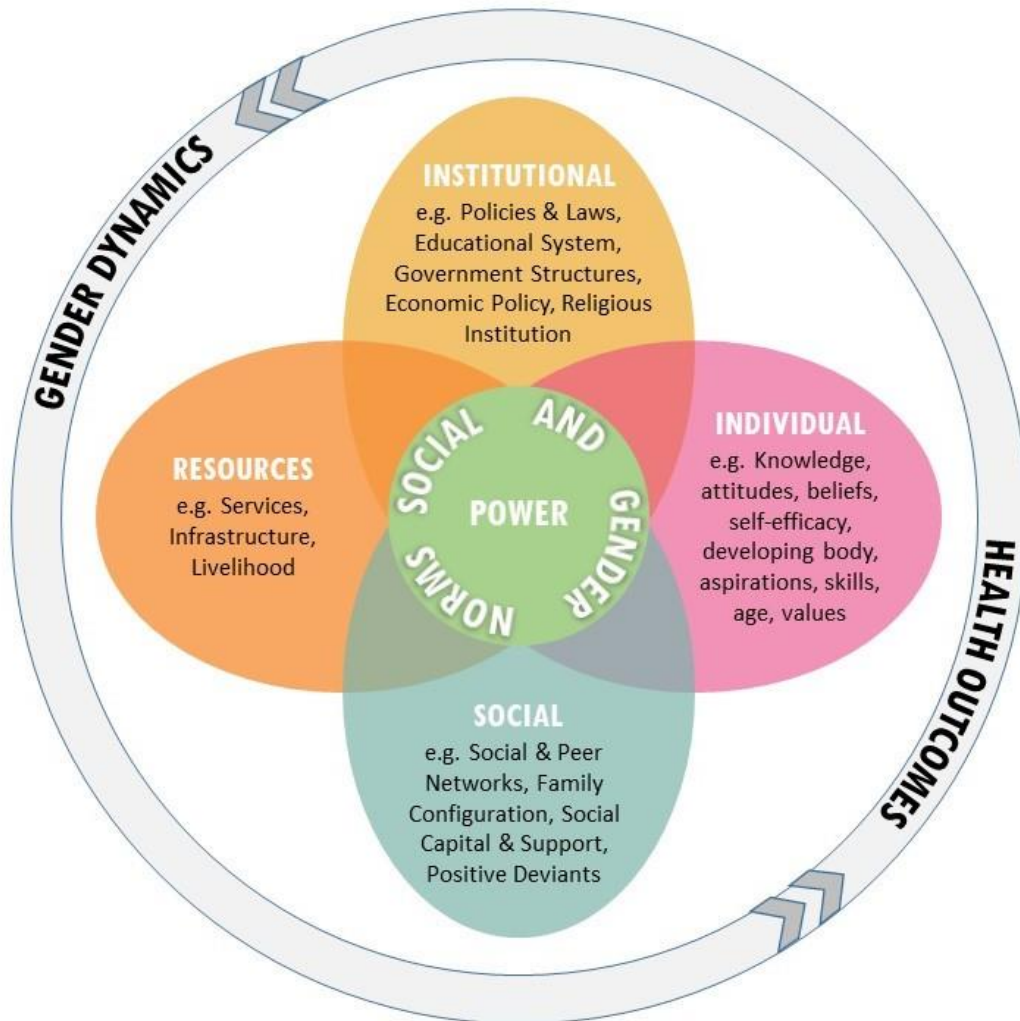 GENDER DYNAMICS
INSTITUTIONAL
e.g. Policies & Laws,
Educational System,
Government Structures,
Economic Policy, Religious
Institution
RESOURCES
e.g. Services,
Infrastructure,
Livelihood
SOCIAL AND GENDER NORMS
POWER
INDIVIDUAL
e.g. Knowledge,
attitudes, beliefs,
self-efficacy,
developing body,
aspirations, skills,
age, values
SOCIAL
e.g. Social & Peer
Networks, Family
Configuration, Social
Capital & Support,
Positive Deviants
HEALTH OUTCOMES